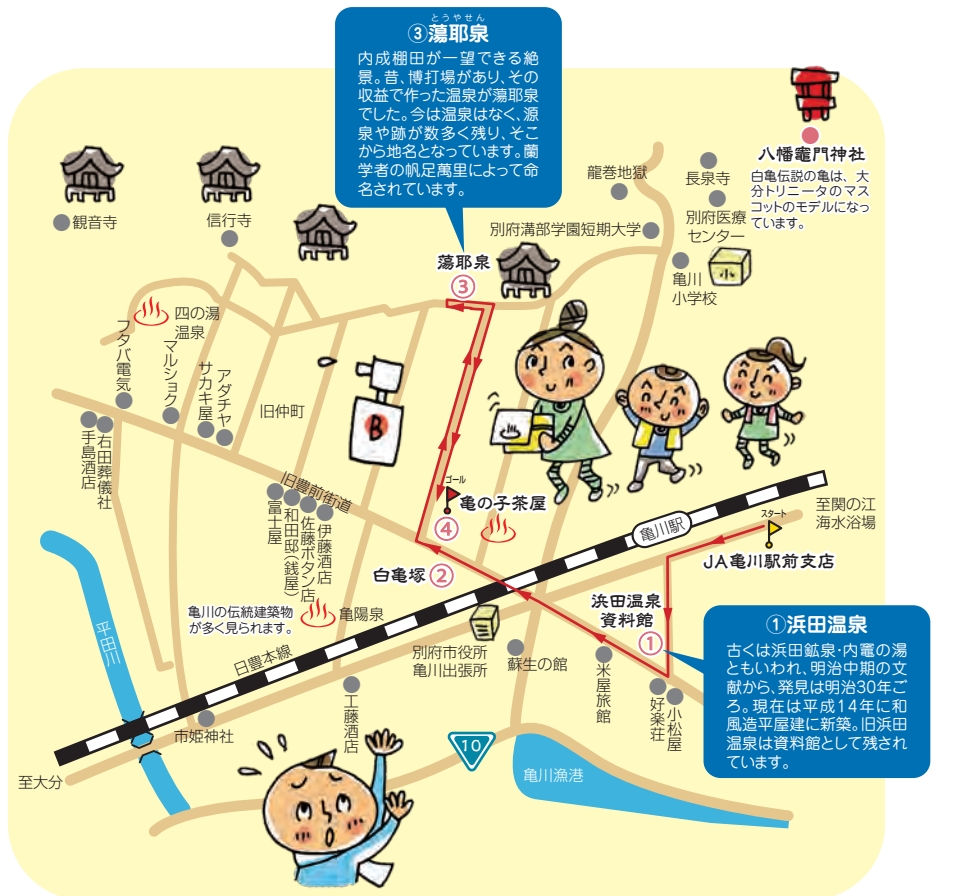 とうやせん
③蕩耶泉
内成棚田が一望できる絶
景。昔、博打場があり、その
収益で作った温泉が蕩耶泉
でした。今は温泉はなく、源
泉や跡が数多く残り、そこ
から地名となっています。蘭
学者の帆足萬里によって命
名されています。
八幡竈門神社
白亀伝説の亀は、大
分トリニータのマス
コットのモデルになっ
ています。
龍巻地獄
長泉寺
別府医療
センター
別府溝部学園短期大学
亀川
小学校
小
観音寺
信行寺
蕩耶泉
③
四の湯
温泉
フタバ電気
マルショク
サカキ屋
アダチヤ
旧仲町
B
手島酒店
右田葬儀社
旧豊前街道
富士屋
和田邸(銭屋)
佐藤ボタン店
伊藤酒店
ゴール
亀の子茶屋
④
亀川駅
スタート
至関の江
海水浴場
JA亀川駅前支店
白亀塚②
浜田温泉
資料館
①
亀川の伝統建築物
が多く見られます。
亀陽泉
平田川
日豊本線
別府市役所
亀川出張所
蘇生の館
米屋旅館
好楽荘
小松屋
①浜田温泉
古くは浜田鉱泉・内竈の湯
ともいわれ、明治中期の文
献から、発見は明治30年ご
ろ。現在は平成14年に和
風造平屋建に新築。旧浜田
温泉は資料館として残され
ています。
市姫神社
工藤酒店
10
亀川漁港
至大分